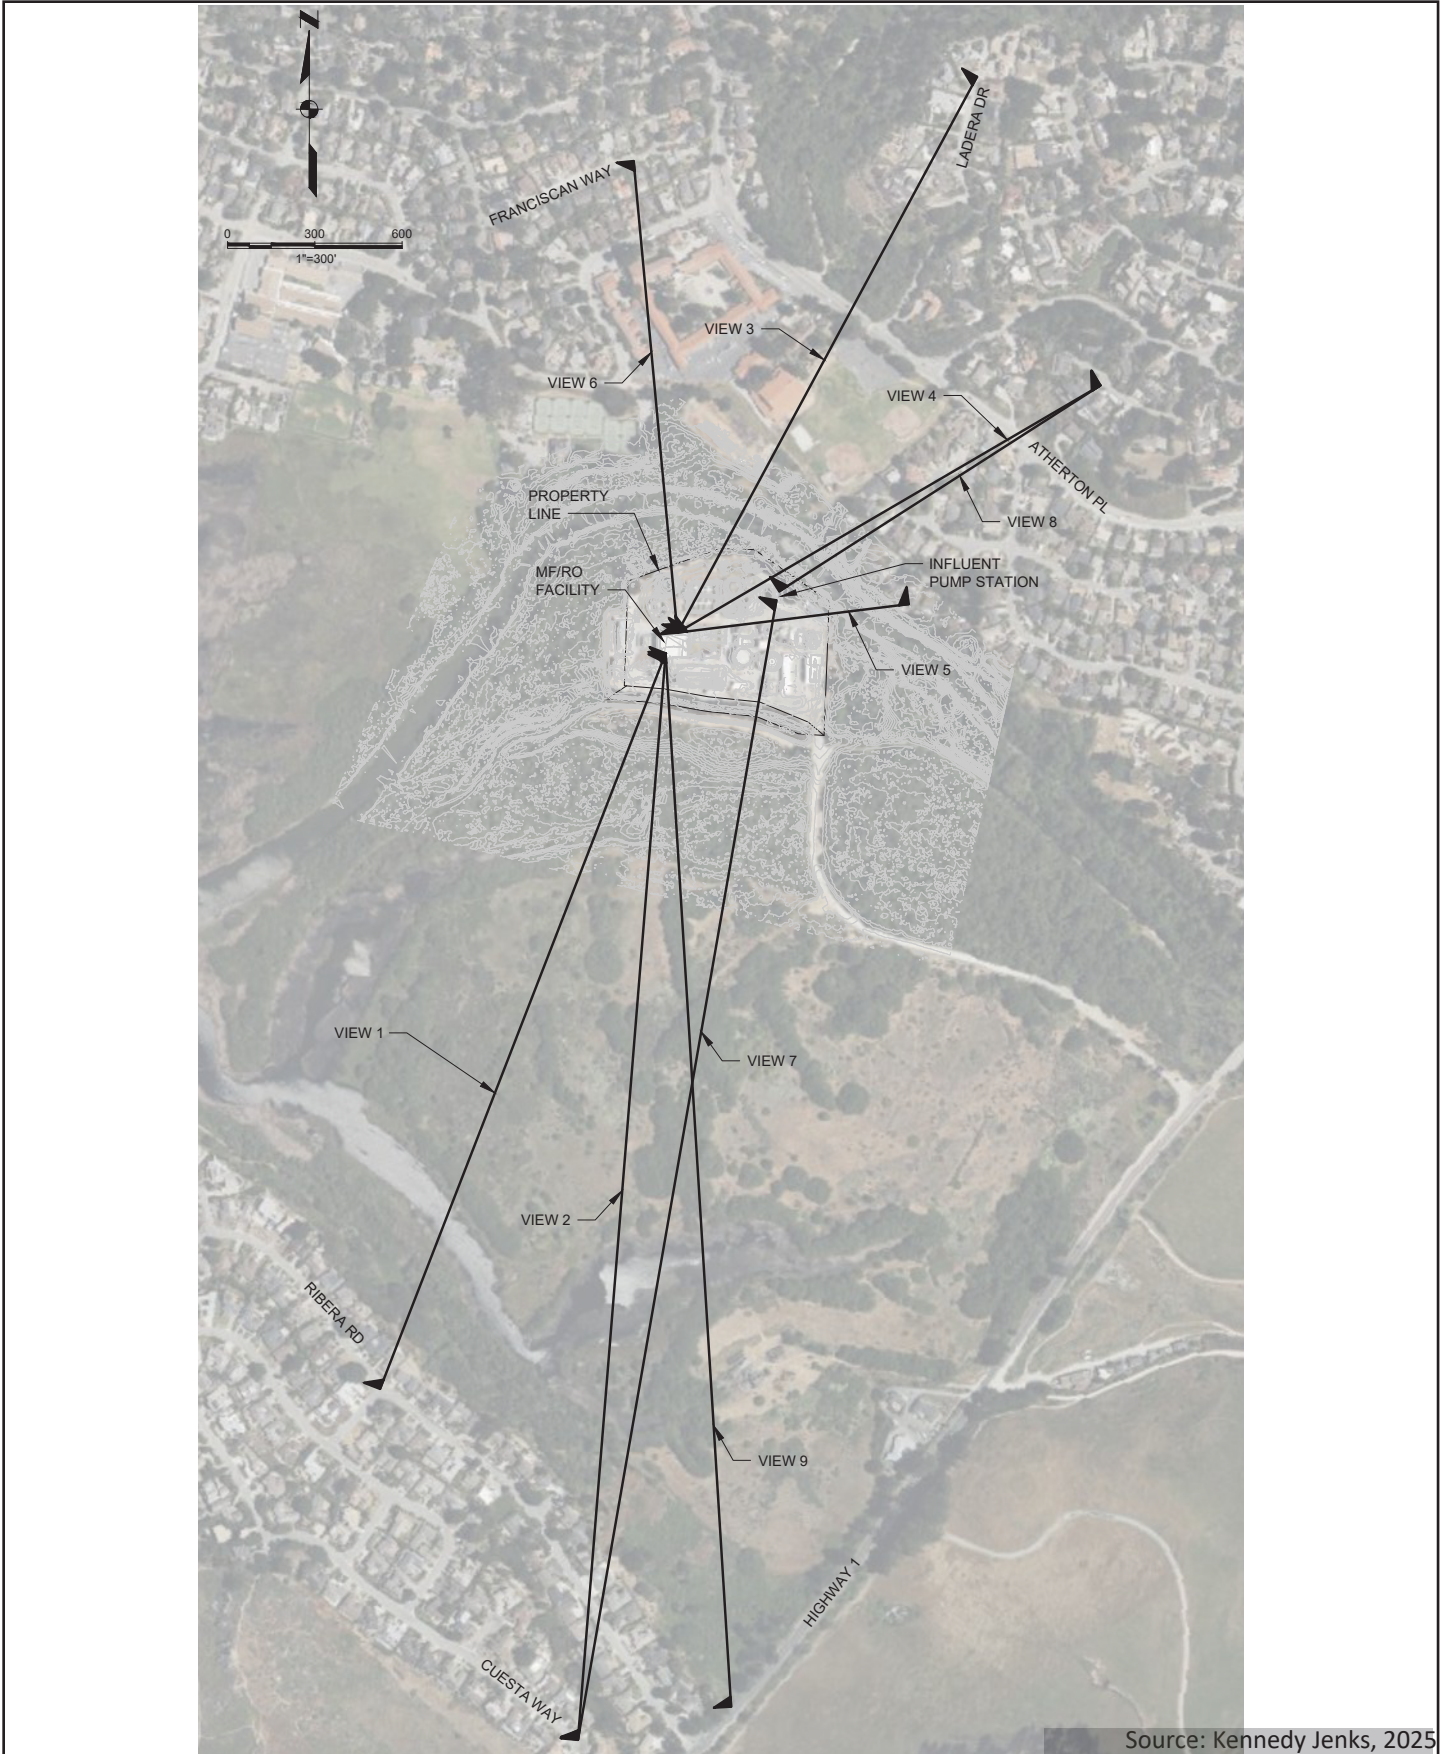 N
LADERA DR
FRANCISCAN WAY
0 300 600
1"=300'
VIEW 3
VIEW 6
VIEW 4
ATHERTON PL
PROPERTY
LINE
VIEW 8
INFLUENT
PUMP STATION
MF/RO
FACILITY
VIEW 5
VIEW 1
VIEW 7
VIEW 2
RIBERA RD
VIEW 9
HIGHWAY 1
CUESTA WAY
Source: Kennedy Jenks, 2025